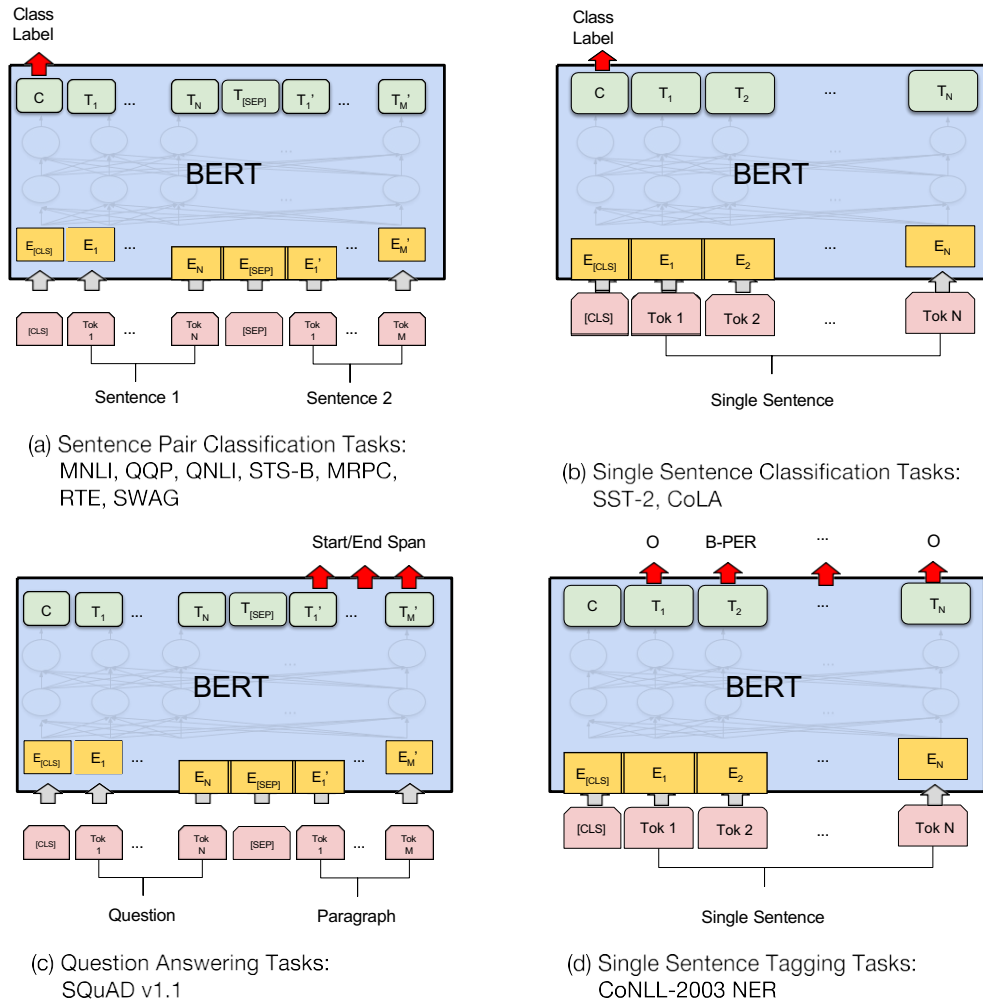 Class
Label
C T1 ... TN T[SEP] T1' ... TM'
...
BERT
...
E[CLS] E1 ... EN E[SEP] E1' ... EM'
[CLS] Tok 1 ... Tok N [SEP] Tok 1 ... Tok M
Sentence 1 Sentence 2
(a) Sentence Pair Classification Tasks:
MNLI, QQP, QNLI, STS-B, MRPC,
RTE, SWAG
Class
Label
C T1 T2 ... TN
...
BERT
...
E[CLS] E1 E2 ... EN
[CLS] Tok 1 Tok 2 ... Tok N
Single Sentence
(b) Single Sentence Classification Tasks:
SST-2, CoLA
Start/End Span
C T1 ... TN T[SEP] T1' ... TM'
...
BERT
...
E[CLS] E1 ... EN E[SEP] E1' ... EM'
[CLS] Tok 1 ... Tok N [SEP] Tok 1 ... Tok M
Question Paragraph
(c) Question Answering Tasks:
SQuAD v1.1
O B-PER ... O
C T1 T2 ... TN
...
BERT
...
E[CLS] E1 E2 ... EN
[CLS] Tok 1 Tok 2 ... Tok N
Single Sentence
(d) Single Sentence Tagging Tasks:
CoNLL-2003 NER